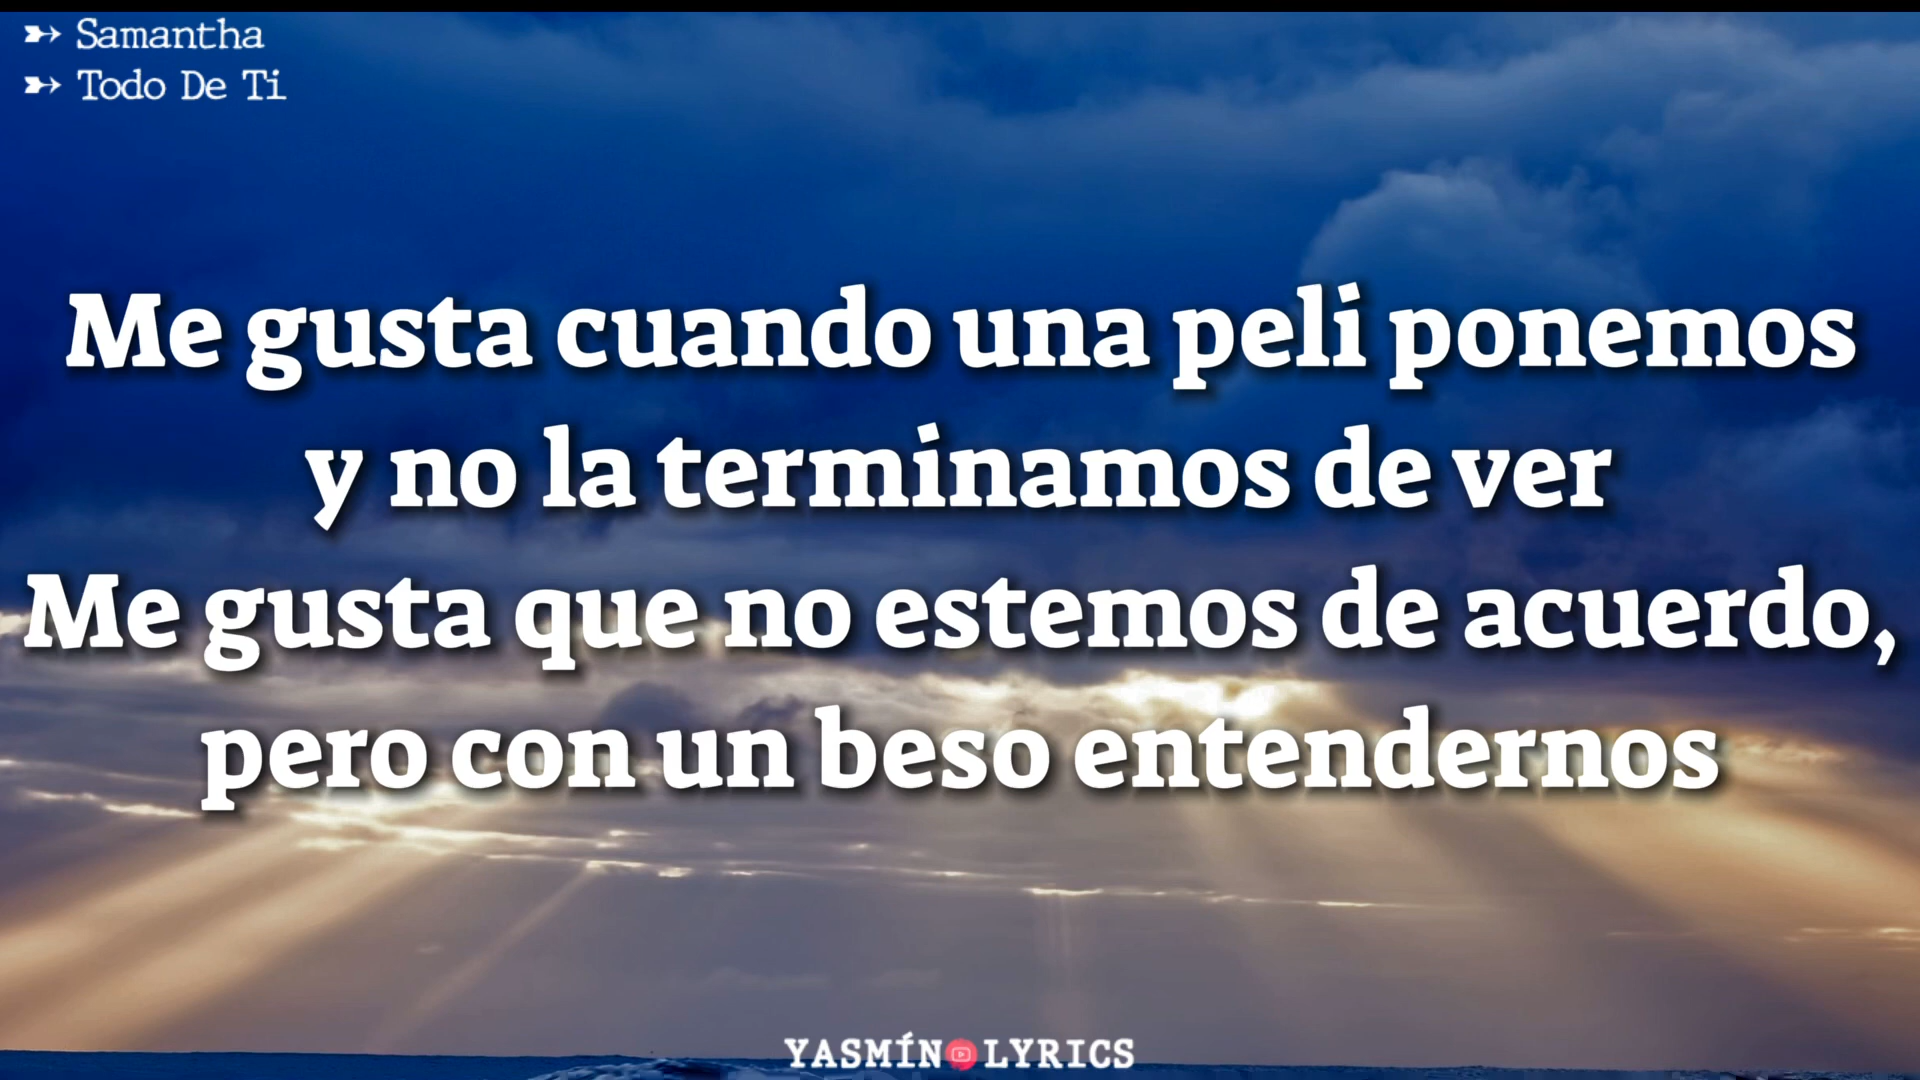 ➵ Samantha
➵ Todo De Ti
Me gusta cuando una peli ponemos
y no la terminamos de ver
Me gusta que no estemos de acuerdo,
pero con un beso entendernos
YASMÍN LYRICS